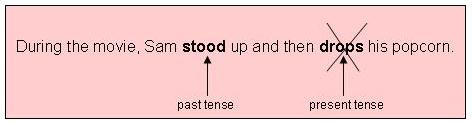 During the movie, Sam stood up and then drops his popcorn.
past tense
present tense